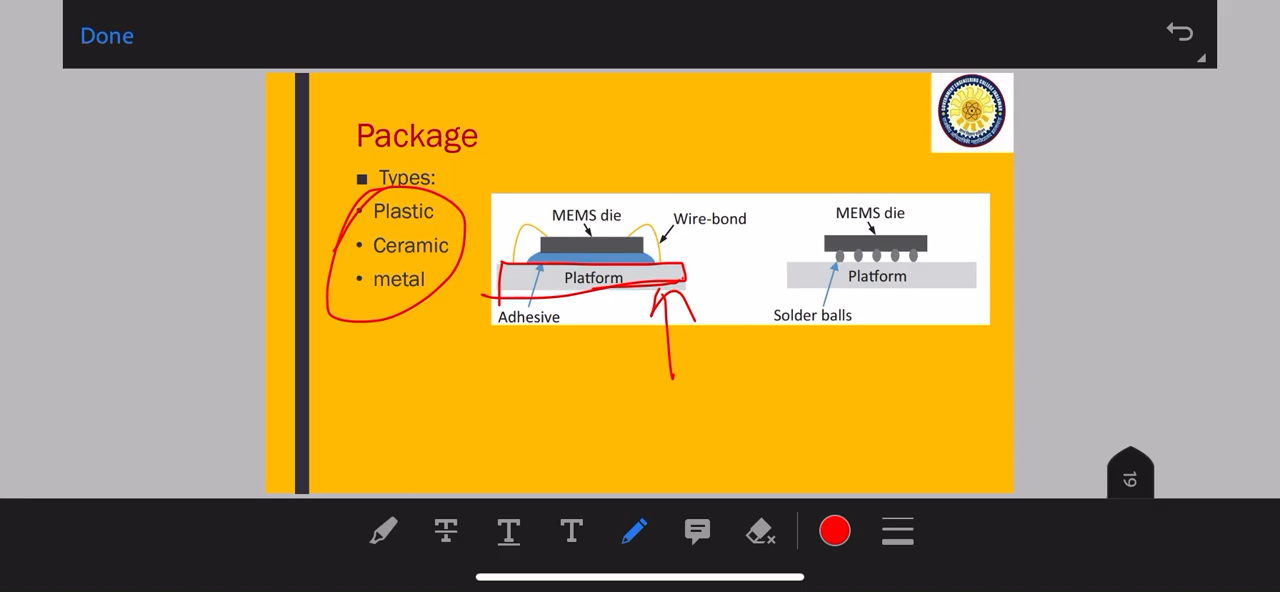 Done
Package
Types:
Plastic
Ceramic
metal
MEMS die
Wire-bond
Platform
Adhesive
MEMS die
Platform
Solder balls
19
T
T
T